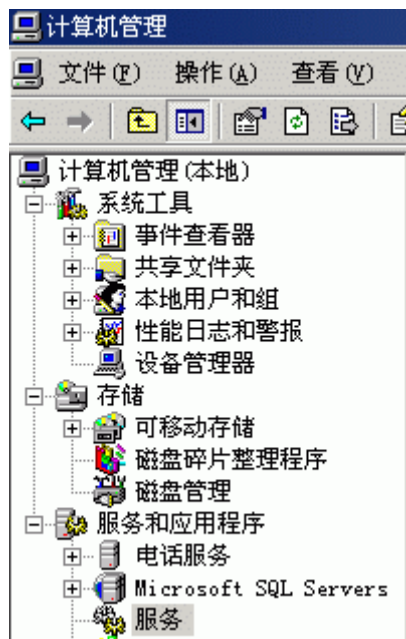 计算机管理
文件(F) 操作(A) 查看(V)
计算机管理(本地)
系统工具
事件查看器
共享文件夹
本地用户和组
性能日志和警报
设备管理器
存储
可移动存储
磁盘碎片整理程序
磁盘管理
服务和应用程序
电话服务
Microsoft SQL Servers
服务